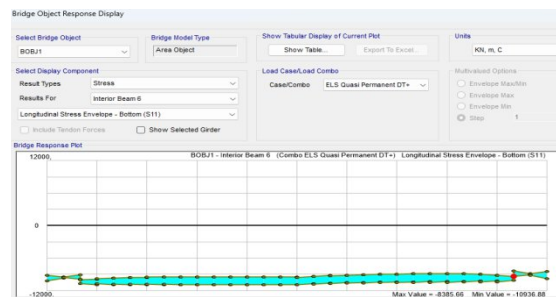 Bridge Object Response Display
Select Bridge Object
BOBJ1
Bridge Model Type
Area Object
Show Tabular Display of Current Plot
Show Table...
Export To Excel...
Units
KN, m, C
Select Display Component
Result Types
Stress
Results For
Interior Beam 6
Longitudinal Stress Envelope - Bottom (S11)
Include Tendon Forces
Show Selected Girder
Load Case/Load Combo
Case/Combo
ELS Quasi Permanent DT+
Multivalued Options
Envelope Max/Min
Envelope Max
Envelope Min
Step
1
Bridge Response Plot
12000,
BOBJ1 - Interior Beam 6 (Combo ELS Quasi Permanent DT+) Longitudinal Stress Envelope - Bottom (S11)
0
-12000,
Max Value = -8385.66 Min Value = -10936.88